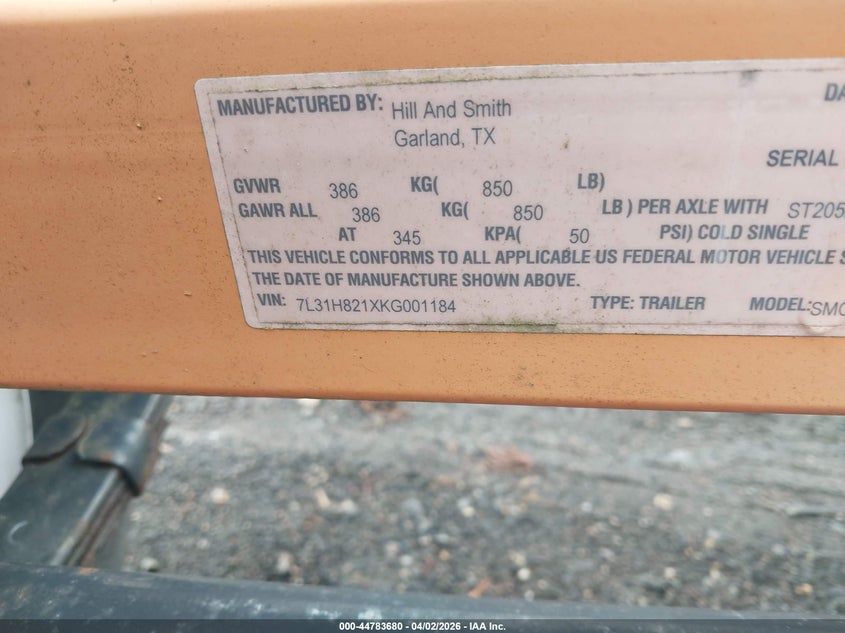 MANUFACTURED BY: Hill And Smith
Garland, TX
DA
SERIAL
GVWR 386 KG( 850 LB)
GAWR ALL 386 KG( 850 LB ) PER AXLE WITH ST205
AT 345 KPA( 50 PSI) COLD SINGLE
THIS VEHICLE CONFORMS TO ALL APPLICABLE US FEDERAL MOTOR VEHICLE S
THE DATE OF MANUFACTURE SHOWN ABOVE.
VIN: 7L31H821XKG001184 TYPE: TRAILER MODEL:SMC
000-44783680 - 04/02/2026 - IAA Inc.